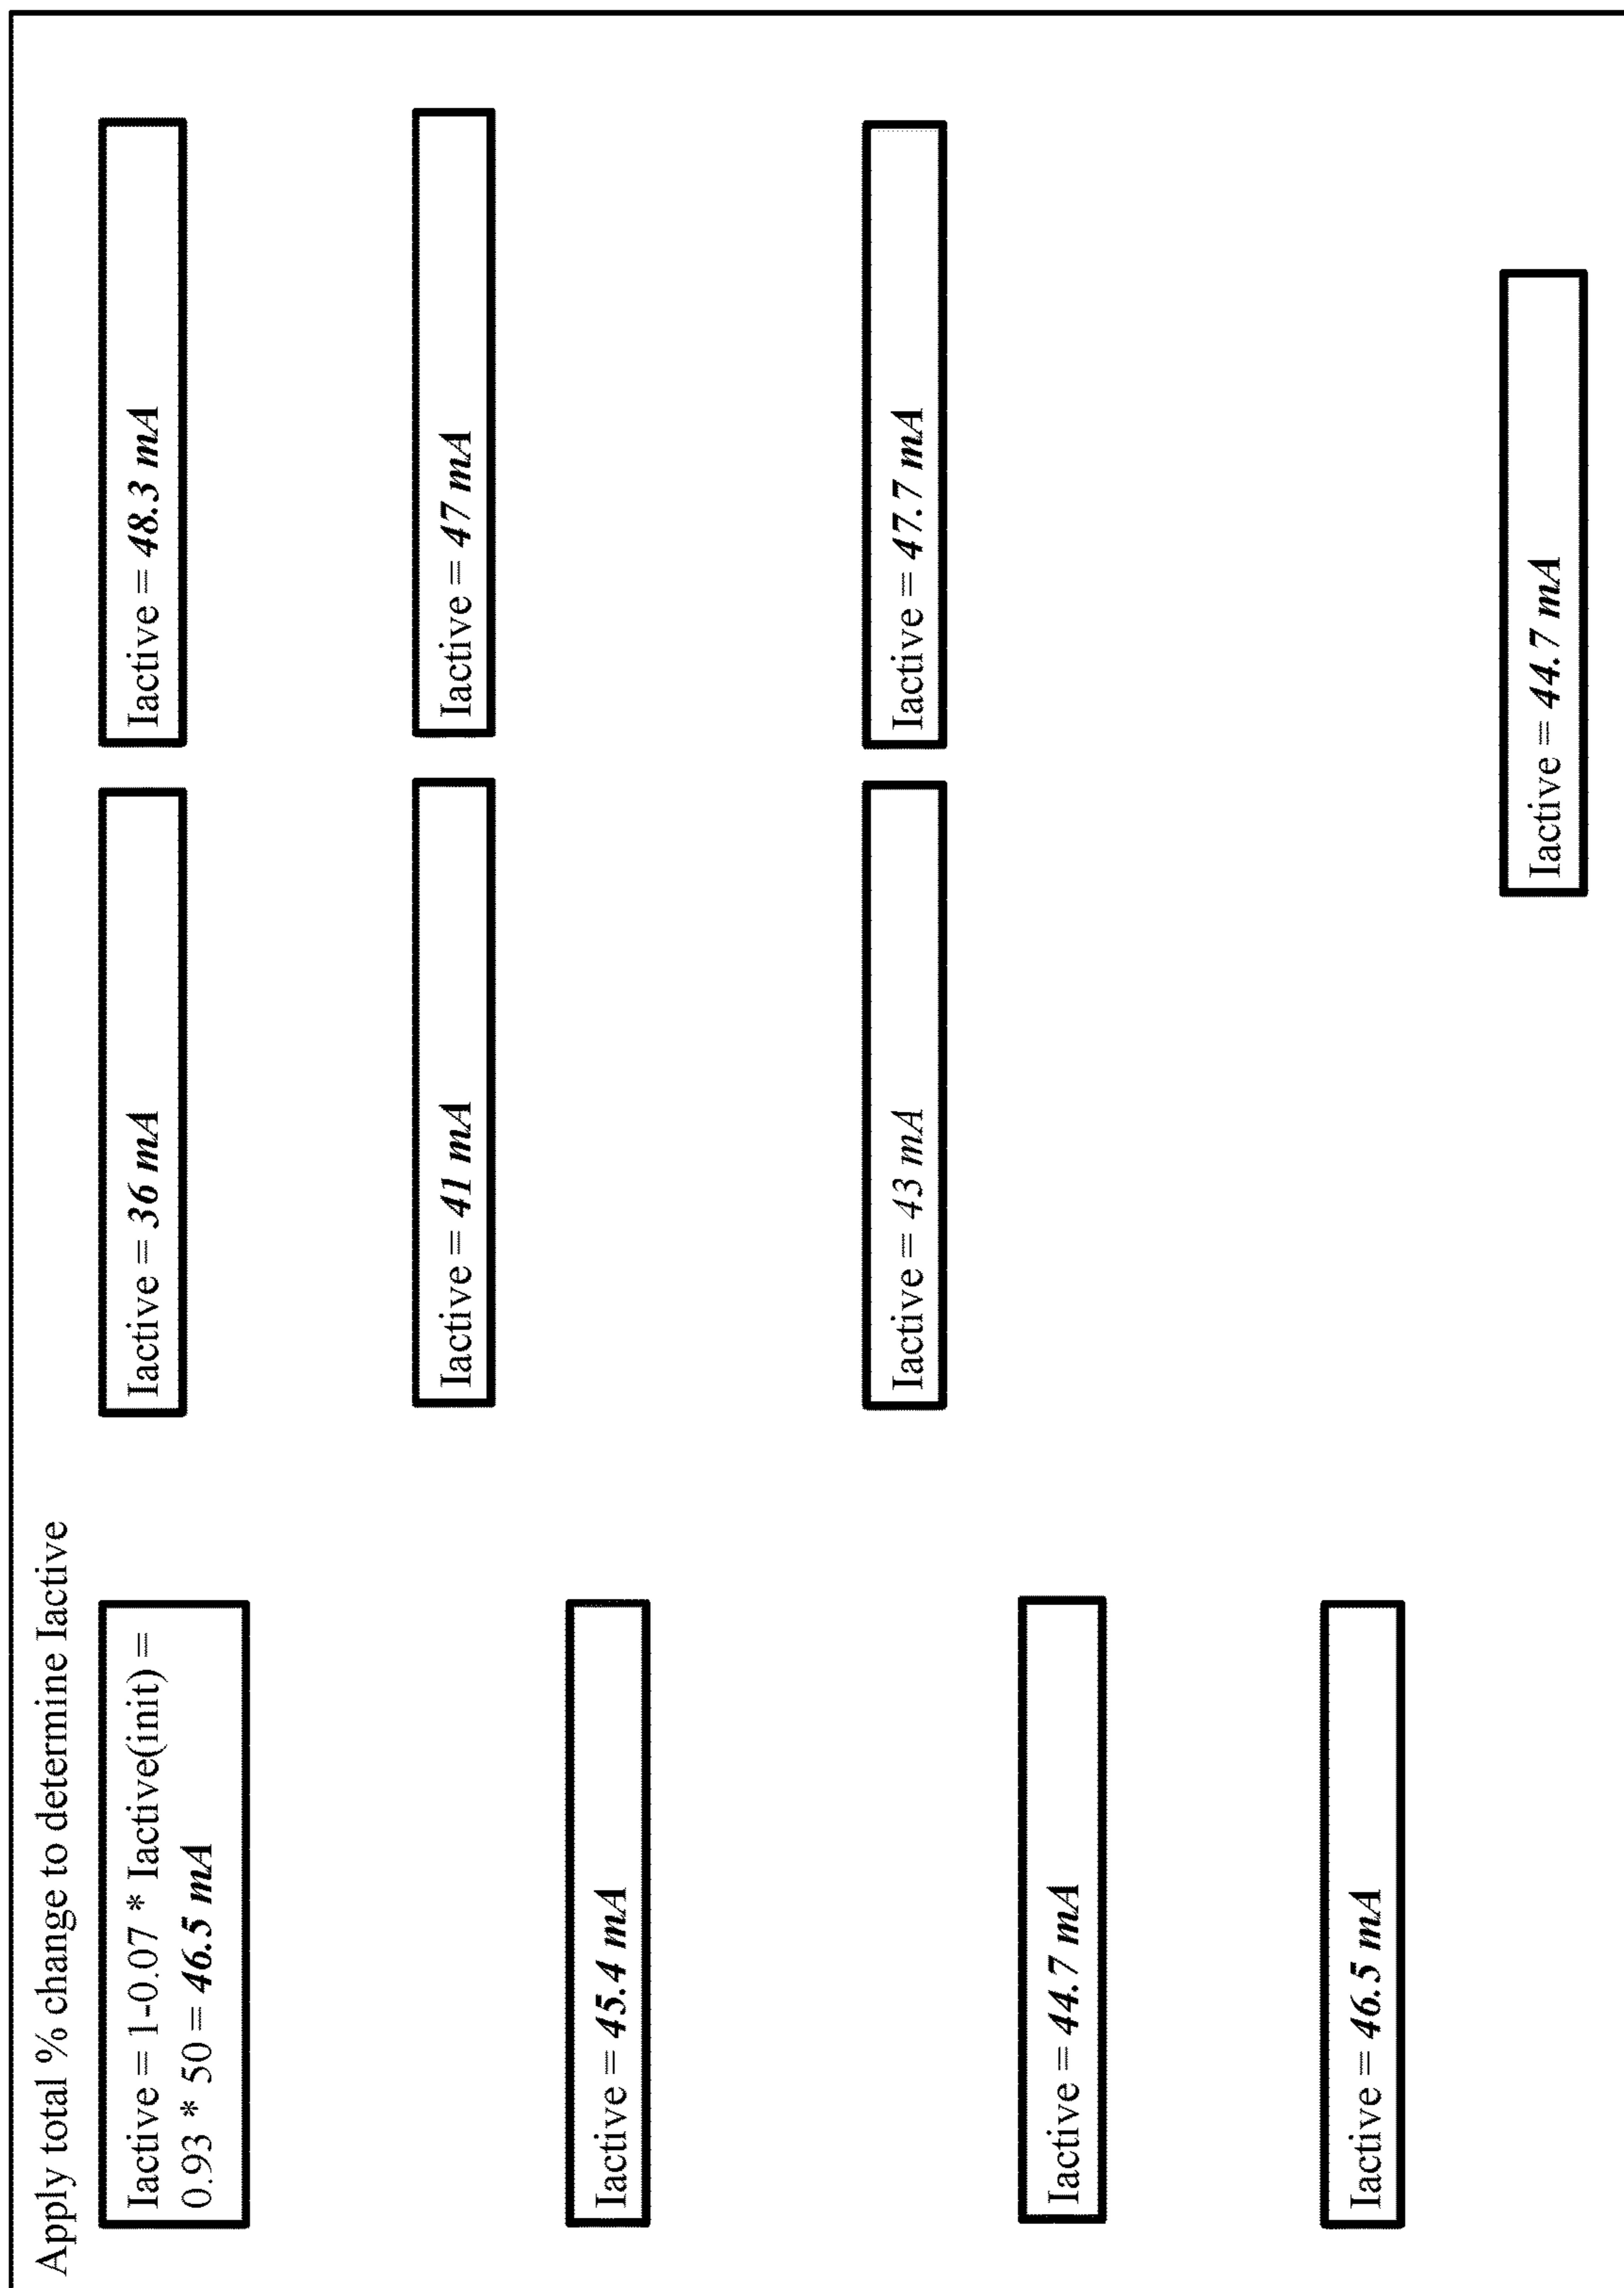 Apply total % change to determine Iactive
Iactive = 1-0.07 * Iactive(init) =
0.93 * 50 = 46.5 mA
Iactive = 36 mA
Iactive = 48.3 mA
Iactive = 41 mA
Iactive = 47 mA
Iactive = 45.4 mA
Iactive = 43 mA
Iactive = 47.7 mA
Iactive = 44.7 mA
Iactive = 46.5 mA
Iactive = 44.7 mA